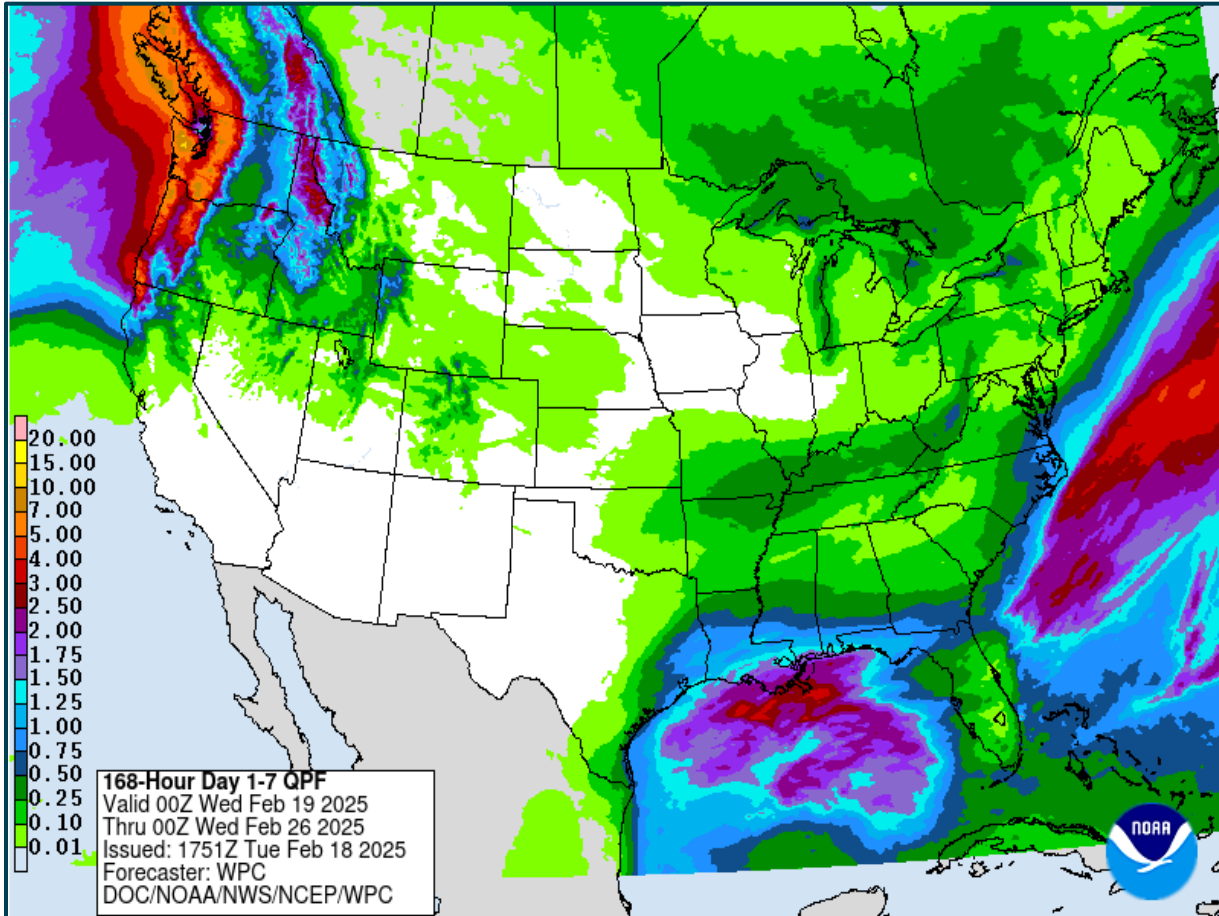 20.00
15.00
10.00
7.00
5.00
4.00
3.00
2.50
2.00
1.75
1.50
1.25
1.00
0.75
0.50
0.25
0.10
0.01
168-Hour Day 1-7 QPF
Valid 00Z Wed Feb 19 2025
Thru 00Z Wed Feb 26 2025
Issued: 1751Z Tue Feb 18 2025
Forecaster: WPC
DOC/NOAA/NWS/NCEP/WPC
NOAA